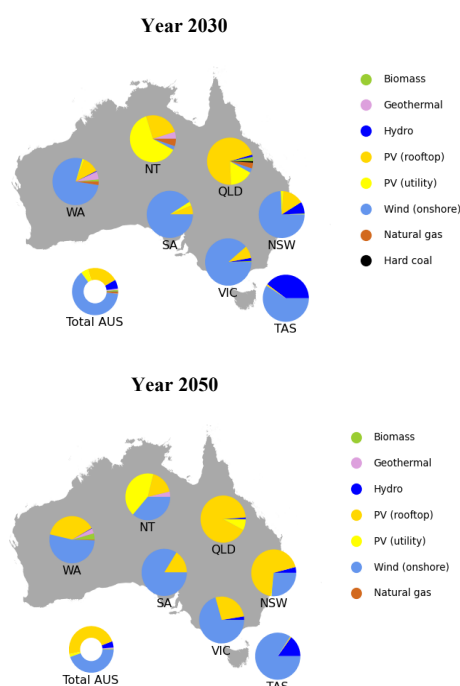 Year 2030
Biomass
Geothermal
Hydro
PV (rooftop)
PV (utility)
Wind (onshore)
Natural gas
Hard coal
NT
QLD
WA
SA
NSW
VIC
Total AUS
TAS
Year 2050
Biomass
Geothermal
Hydro
PV (rooftop)
PV (utility)
Wind (onshore)
Natural gas
NT
QLD
WA
SA
NSW
VIC
Total AUS
TAS